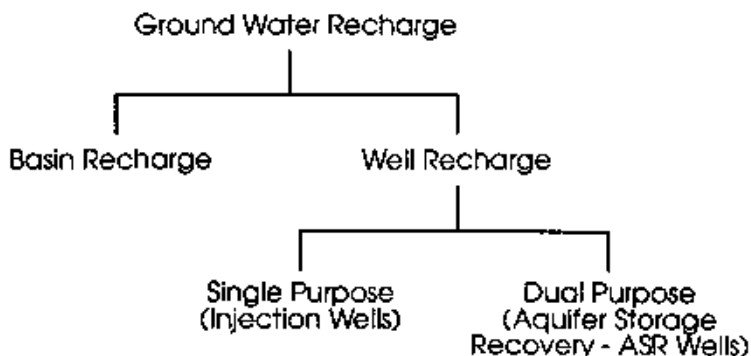 Ground Water Recharge
Basin Recharge
Well Recharge
Single Purpose
(Injection Wells)
Dual Purpose
(Aquifer Storage
Recovery - ASR Wells)